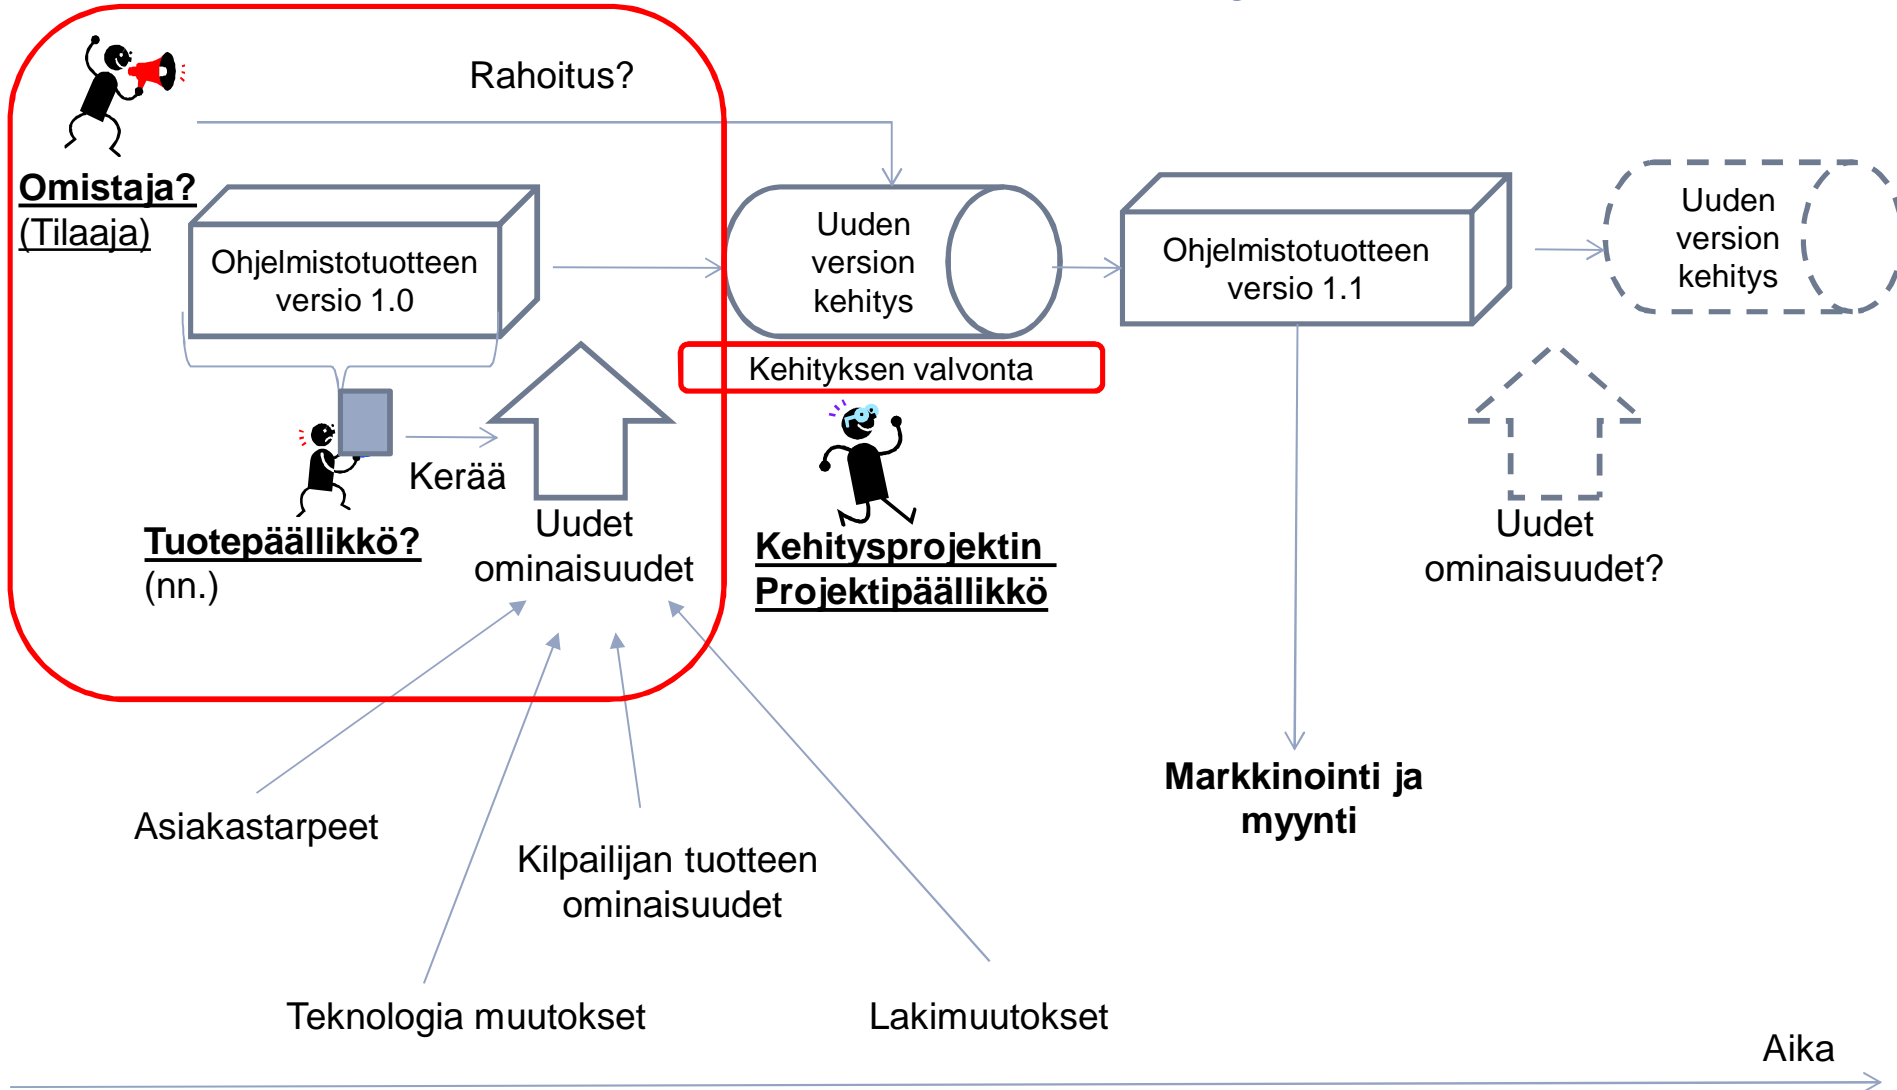 Rahoitus?
Omistaja?
(Tilaaja)
Ohjelmistotuotteen
versio 1.0
Uuden
version
kehitys
Ohjelmistotuotteen
versio 1.1
Uuden
version
kehitys
Kehityksen valvonta
Kerää
Tuotepäällikkö?
(nn.)
Uudet
ominaisuudet
Kehitysprojektin
Projektipäällikkö
Uudet
ominaisuudet?
Markkinointi ja
myynti
Asiakastarpeet
Kilpailijan tuotteen
ominaisuudet
Teknologia muutokset
Lakimuutokset
Aika